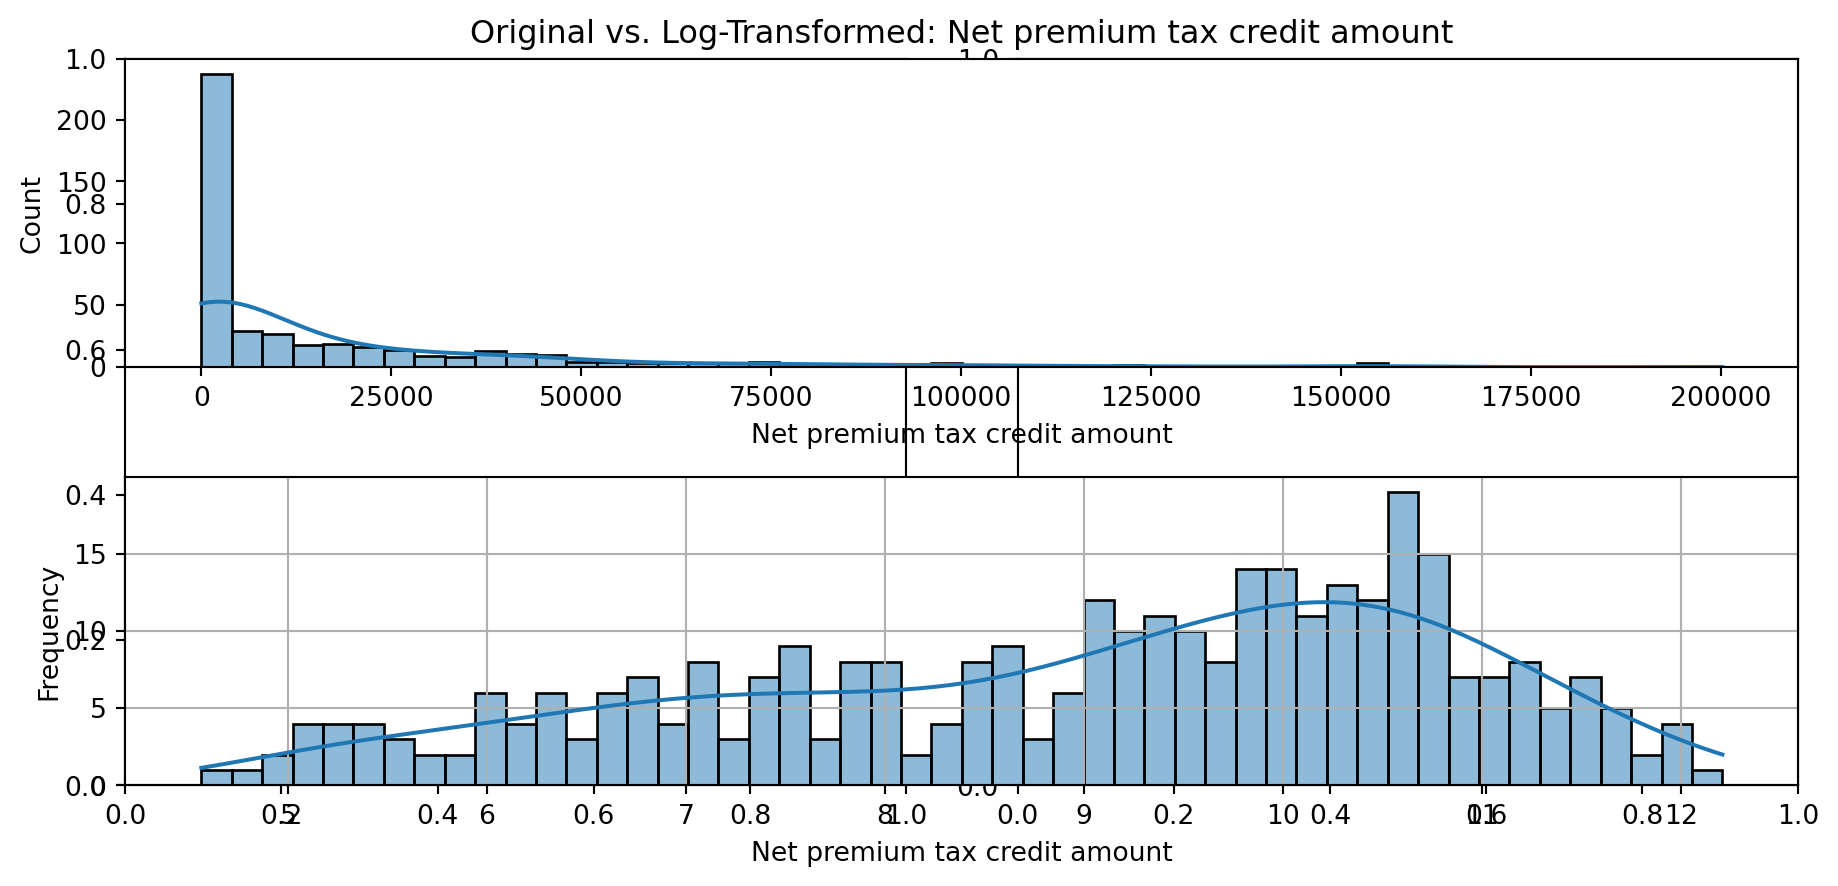 Original vs. Log-Transformed: Net premium tax credit amount
1.0
1.0
200
150
0.8
100
50
0.6
0
Count
0 25000 50000 75000 100000 125000 150000 175000 200000
Net premium tax credit amount
0.4
15
10
0.2
5
0.0
0.0
Frequency
0.0 5 0.2 0.4 6 0.6 7 0.8 8 1.0 0.0 9 0.2 10 0.4 11 0.6 0.8 12 1.0
Net premium tax credit amount